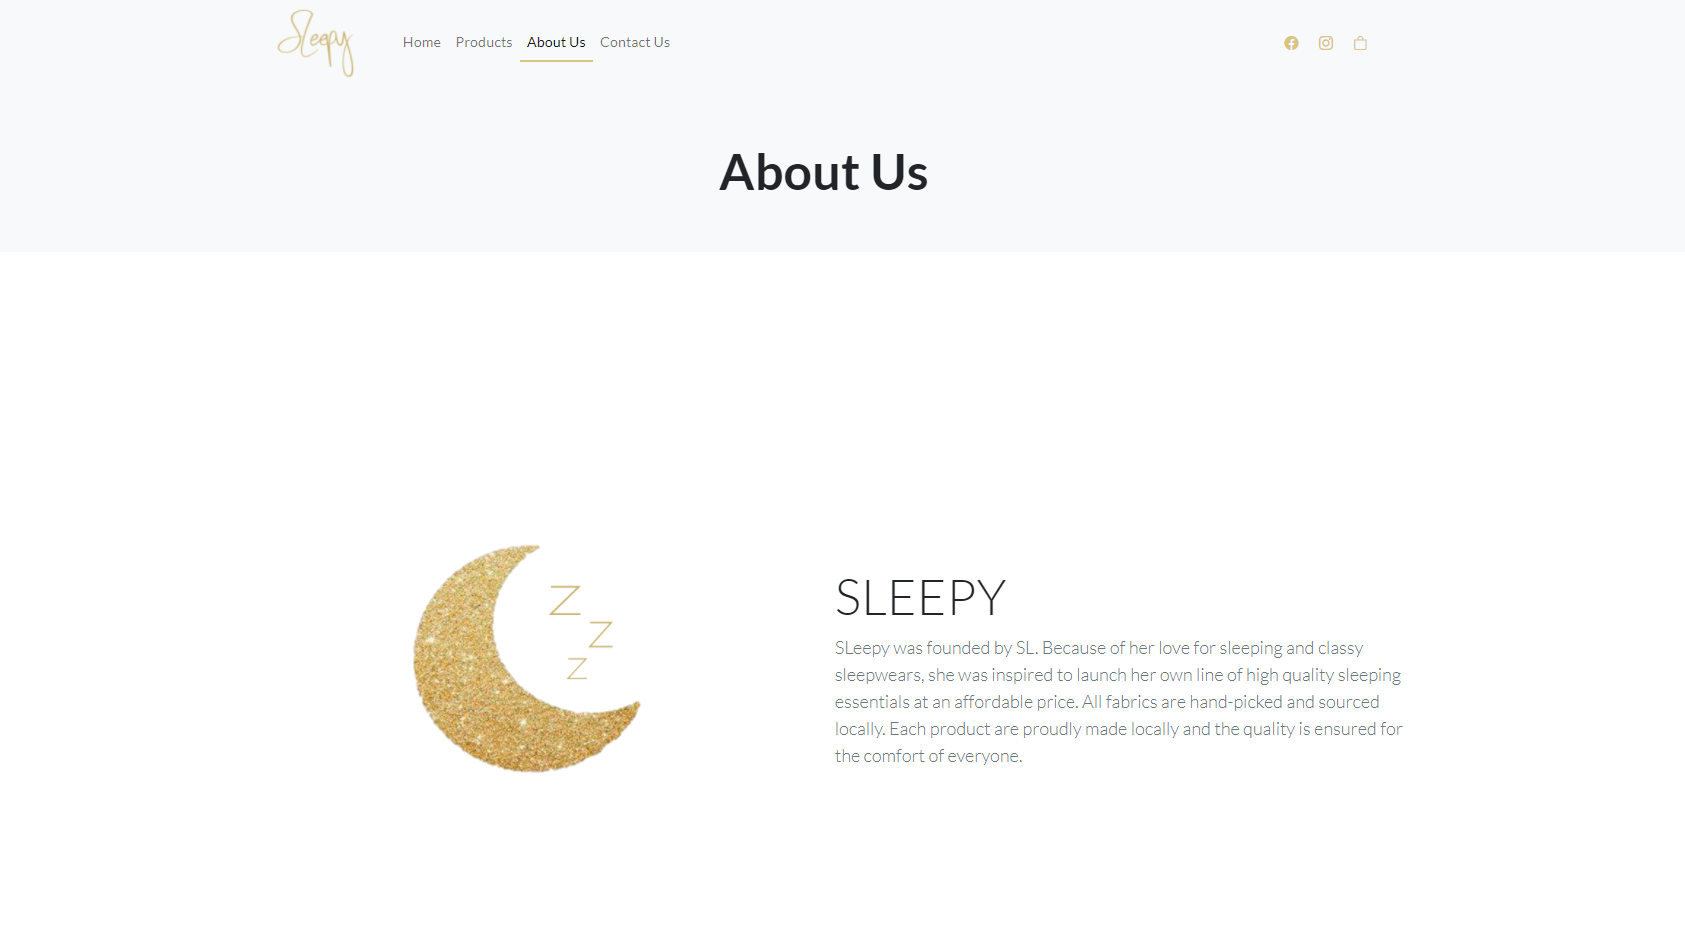 Sleepy
Home Products About Us Contact Us
About Us
Z
Z
Z
SLEEPY
SLeepy was founded by SL. Because of her love for sleeping and classy
sleepwears, she was inspired to launch her own line of high quality sleeping
essentials at an affordable price. All fabrics are hand-picked and sourced
locally. Each product are proudly made locally and the quality is ensured for
the comfort of everyone.